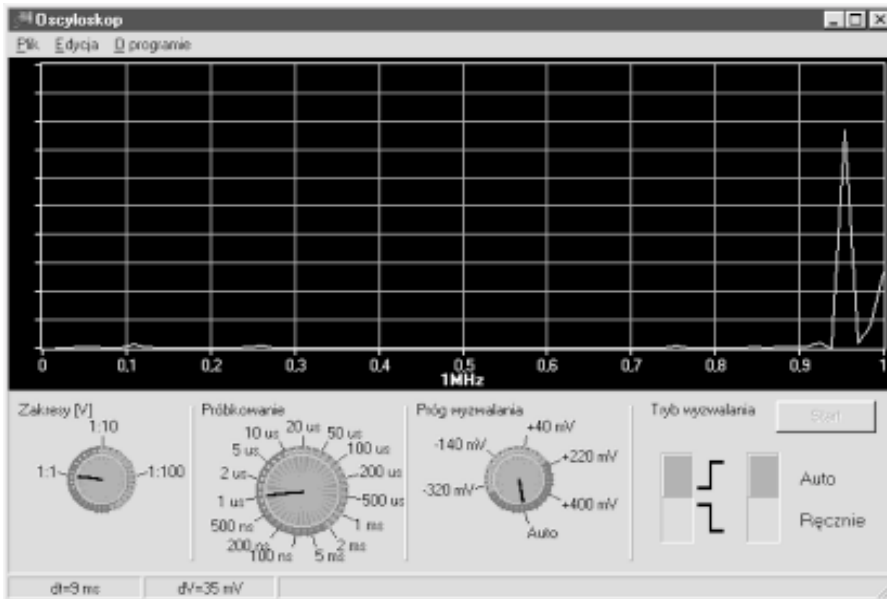 Oscyloskop
Plik Edycja O programie
0 0,1 0,2 0,3 0,4 0,5 0,6 0,7 0,8 0,9 1
1MHz
Zakresy [V]
1:10
1:1
1:100
Próbkowanie
20 us
10 us
50 us
5 us
100 us
2 us
200 us
1 us
500 us
500 ns
1 ms
200 ns
2 ms
100 ns
5 ms
Próg wyzwalania
+40 mV
-140 mV
+220 mV
-320 mV
+400 mV
Auto
Tryb wyzwalania
Start
Auto
Ręcznie
dt=9 ms
dV=35 mV